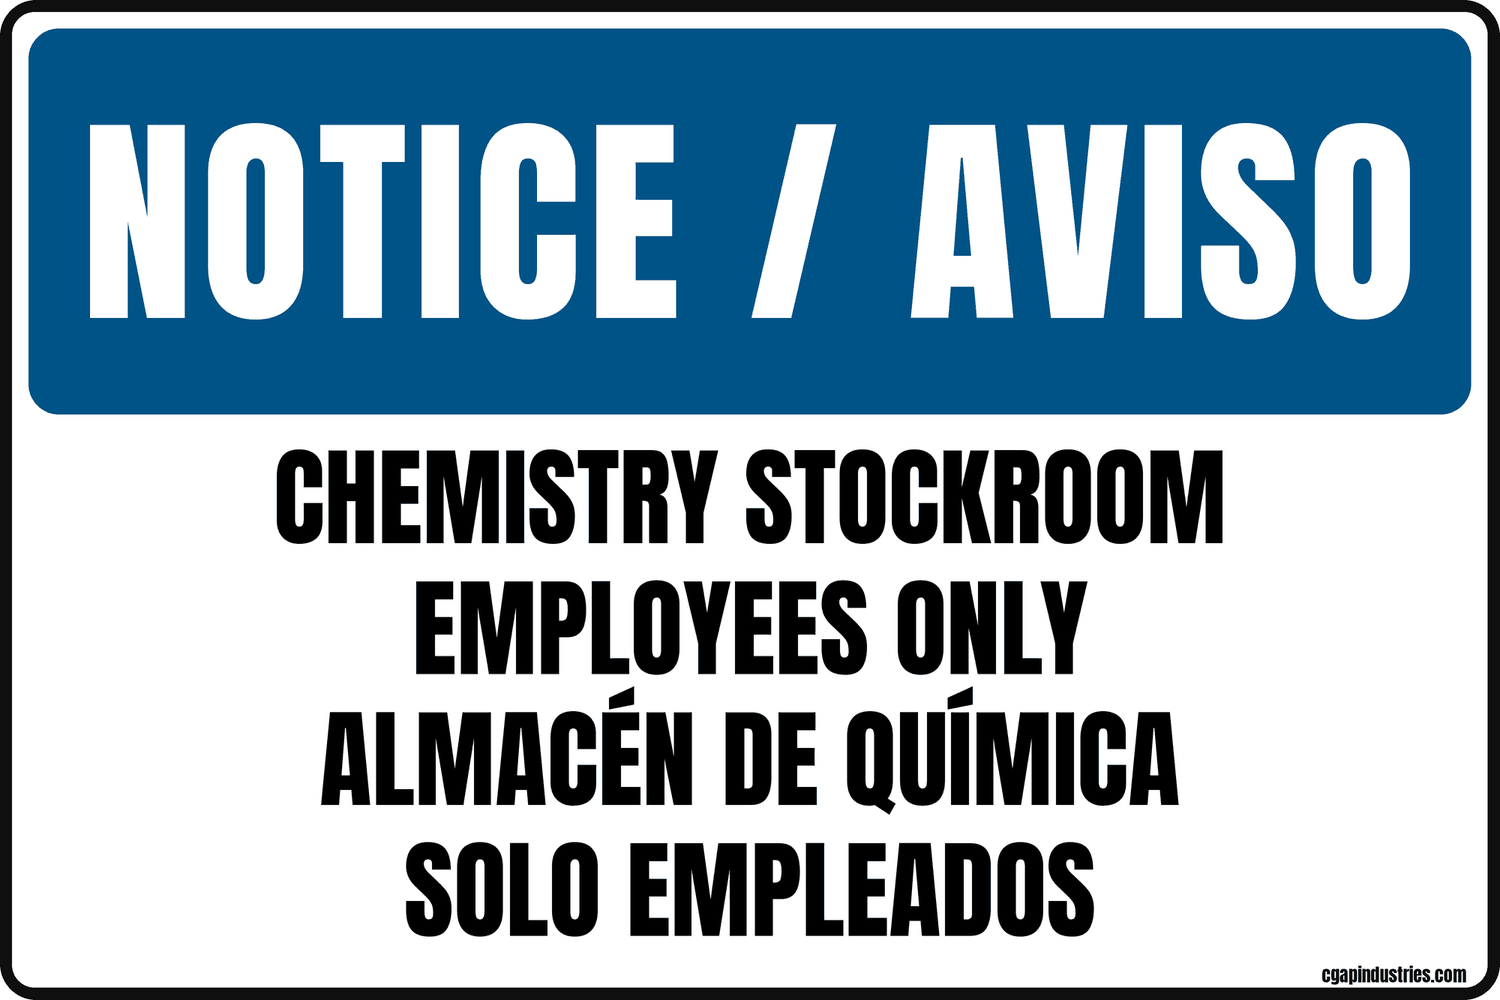 NOTICE / AVISO
CHEMISTRY STOCKROOM
EMPLOYEES ONLY
ALMACÉN DE QUÍMICA
SOLO EMPLEADOS
cgapindustries.com